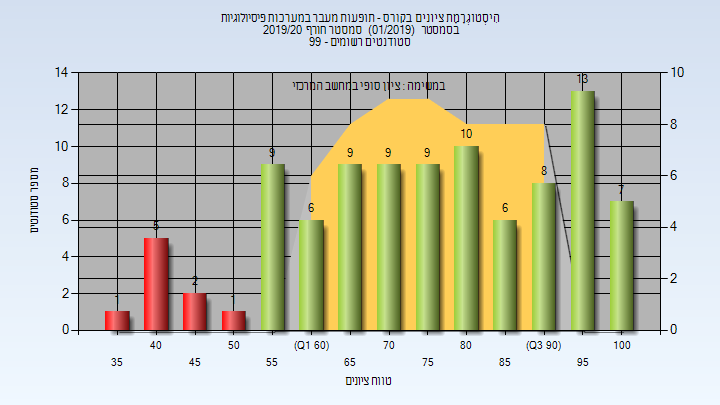 הִיסְטוֹגְרָמַת ציונים בקורס - תופעות מעבר במערכות פיסיולוגיות
בסמסטר (01/2019) סמסטר חורף 2019/20
סטודנטים רשומים - 99
במשימה : ציון סופי במחשב המרכזי
מספר סטודנטים
14 12 10 8 6 4 2 0
10 8 6 4 2 0
1 5 2 1 9 6 9 9 9 10 6 8 13 7
40 50 (Q1 60) 70 80 (Q3 90) 100
35 45 55 65 75 85 95
טווח ציונים